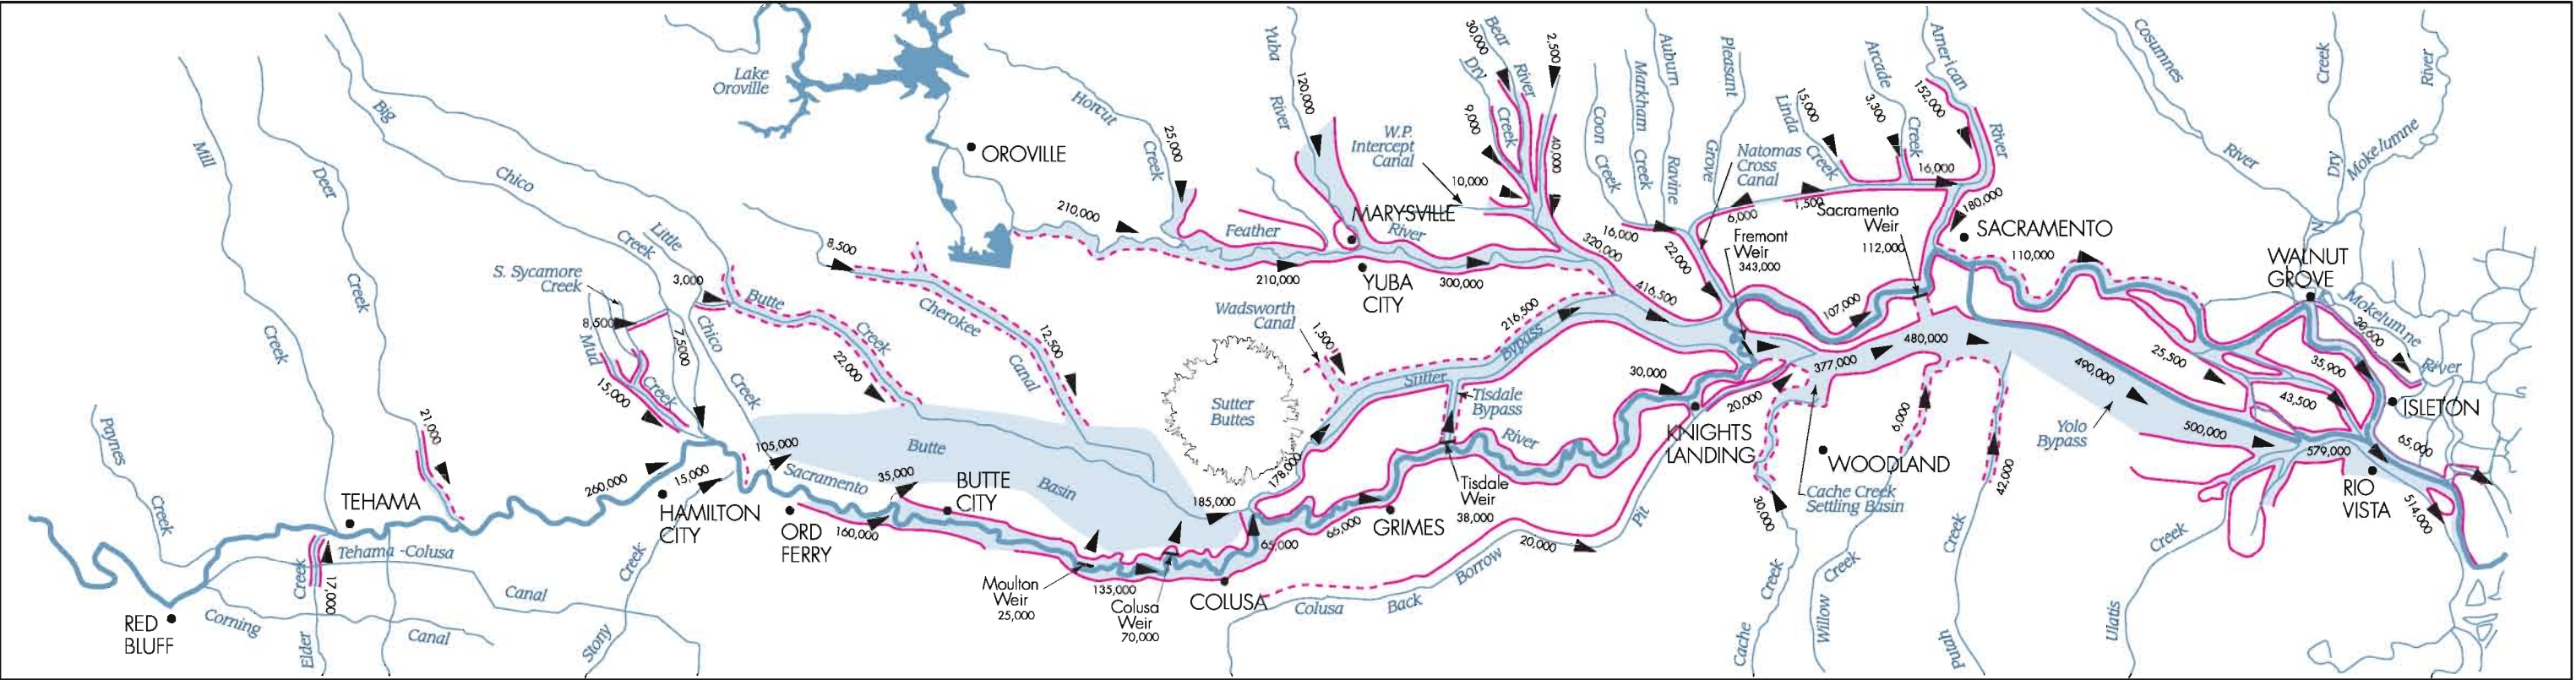 Mill
Creek
Deer
Creek
Big
Chico
Creek
Little
Chico
Creek
S. Sycamore
Creek
8,500
3,000
7,5000
Mud
Creek
15,000
21,000
Paynes
Creek
RED
BLUFF
TEHAMA
Tehama -Colusa
Canal
Corning
Canal
Elder
Creek
17,000
260,000
15,000
HAMILTON
CITY
Stony
Creek
105,000
Sacramento
River
ORD
FERRY
160,000
35,000
BUTTE
CITY
Butte
Basin
Butte
Creek
22,000
8,500
Cherokee
Canal
12,500
Lake
Oroville
OROVILLE
Horcut
Creek
25,000
210,000
Feather
River
210,000
Yuba
River
120,000
MARYSVILLE
YUBA
CITY
300,000
W.P.
Intercept
Canal
10,000
30,000
Bear
River
Dry
Creek
9,000
2,500
40,000
320,000
416,500
Coon Creek
Markham Creek
Auburn
Ravine
Pleasant
Grove
16,000
22,000
Natomas
Cross
Canal
6,000
1,500
Linda
Creek
15,000
Arcade
Creek
3,300
16,000
American
River
152,000
180,000
Sacramento
Weir
112,000
Fremont
Weir
343,000
SACRAMENTO
110,000
107,000
Sutter
Buttes
Wadsworth
Canal
1,500
216,500
Sutter
Bypass
Tisdale
Bypass
178,000
185,000
Moulton
Weir
25,000
135,000
Colusa
Weir
70,000
COLUSA
65,000
66,000
GRIMES
Tisdale
Weir
38,000
30,000
KNIGHTS
LANDING
20,000
Colusa
Back
Borrow
Pit
20,000
377,000
480,000
WOODLAND
Cache Creek
Settling Basin
30,000
Cache
Creek
Willow
Creek
6,000
Putah
Creek
42,000
Yolo
Bypass
490,000
500,000
Ulatis
Creek
Cosumnes
River
Dry
Creek
Mokelumne
River
WALNUT
GROVE
Mokelumne
River
20,600
35,900
25,500
43,500
ISLETON
65,000
579,000
RIO
VISTA
514,000